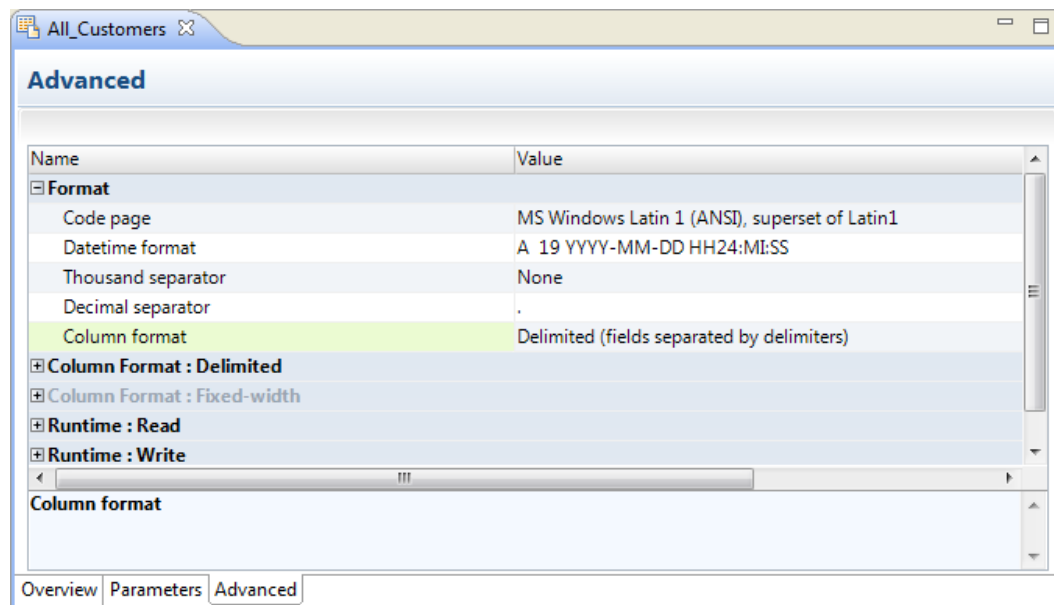 All_Customers
Advanced
Name Value
Format
Code page MS Windows Latin 1 (ANSI), superset of Latin1
Datetime format A 19 YYYY-MM-DD HH24:MI:SS
Thousand separator None
Decimal separator .
Column format Delimited (fields separated by delimiters)
Column Format : Delimited
Column Format : Fixed-width
Runtime : Read
Runtime : Write
Column format
Overview Parameters Advanced